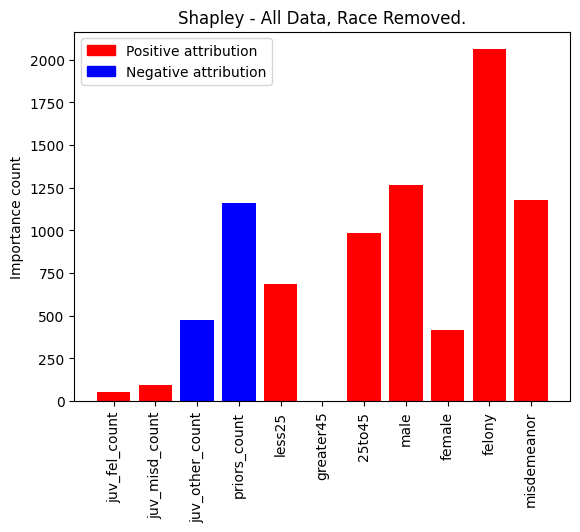 Shapley - All Data, Race Removed.
Positive attribution
Negative attribution
Importance count
2000
1750
1500
1250
1000
750
500
250
0
juv_fel_count
juv_misd_count
juv_other_count
priors_count
less25
greater45
25to45
male
female
felony
misdemeanor